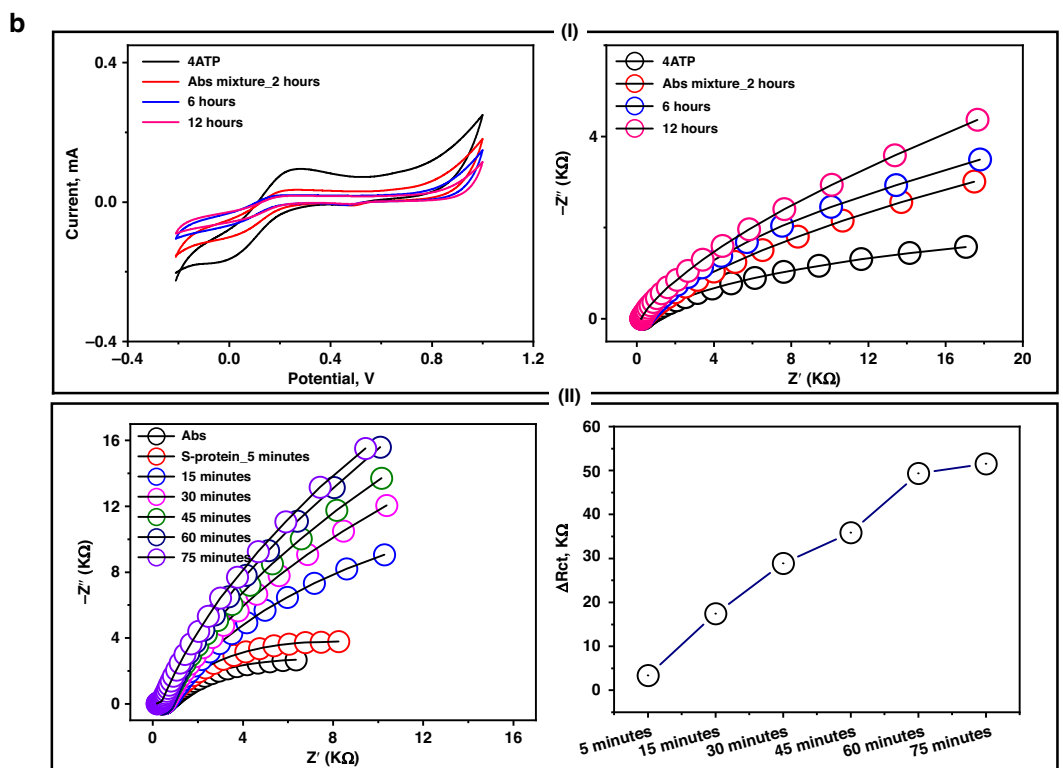 b
(I)
0.4
0.0
−0.4
Current, mA
4ATP
Abs mixture_2 hours
6 hours
12 hours
−0.4
0.0
0.4
0.8
1.2
Potential, V
4
0
−Z″ (KΩ)
4ATP
Abs mixture_2 hours
6 hours
12 hours
0
4
8
12
16
20
Z′ (KΩ)
(II)
16
12
8
4
0
−Z″ (KΩ)
Abs
S-protein_5 minutes
15 minutes
30 minutes
45 minutes
60 minutes
75 minutes
0
4
8
12
16
Z′ (KΩ)
60
50
40
30
20
10
0
ΔRct, KΩ
5 minutes
15 minutes
30 minutes
45 minutes
60 minutes
75 minutes